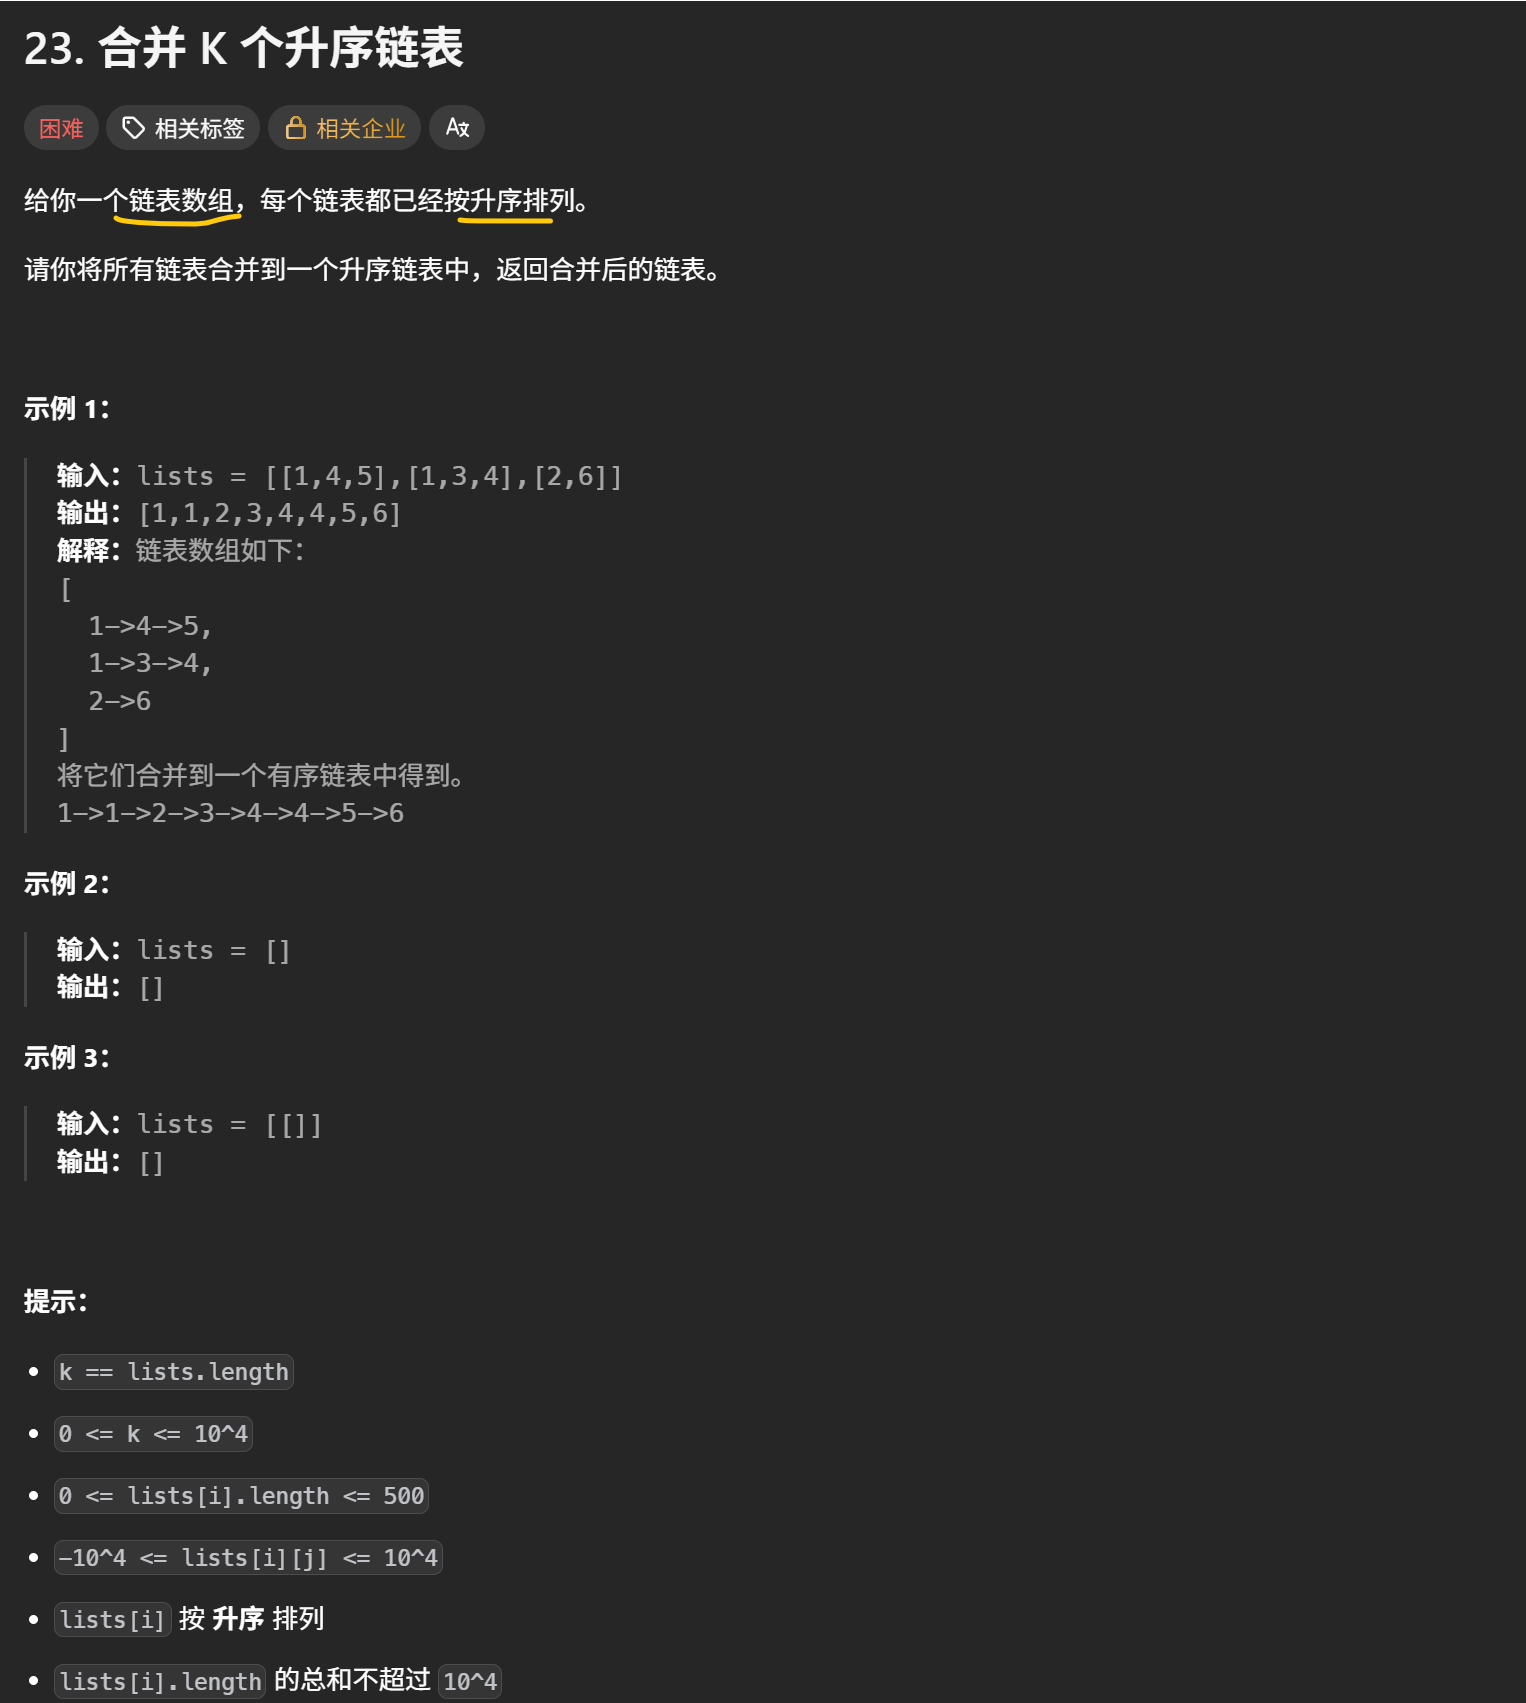 23. 合并 K 个升序链表
困难 相关标签 相关企业 A文
给你一个链表数组，每个链表都已经按升序排列。
请你将所有链表合并到一个升序链表中，返回合并后的链表。
示例 1：
输入：lists = [[1,4,5],[1,3,4],[2,6]]
输出：[1,1,2,3,4,4,5,6]
解释：链表数组如下：
[
  1->4->5,
  1->3->4,
  2->6
]
将它们合并到一个有序链表中得到。
1->1->2->3->4->4->5->6
示例 2：
输入：lists = []
输出：[]
示例 3：
输入：lists = [[]]
输出：[]
提示：
• k == lists.length
• 0 <= k <= 10^4
• 0 <= lists[i].length <= 500
• -10^4 <= lists[i][j] <= 10^4
• lists[i] 按 升序 排列
• lists[i].length 的总和不超过 10^4